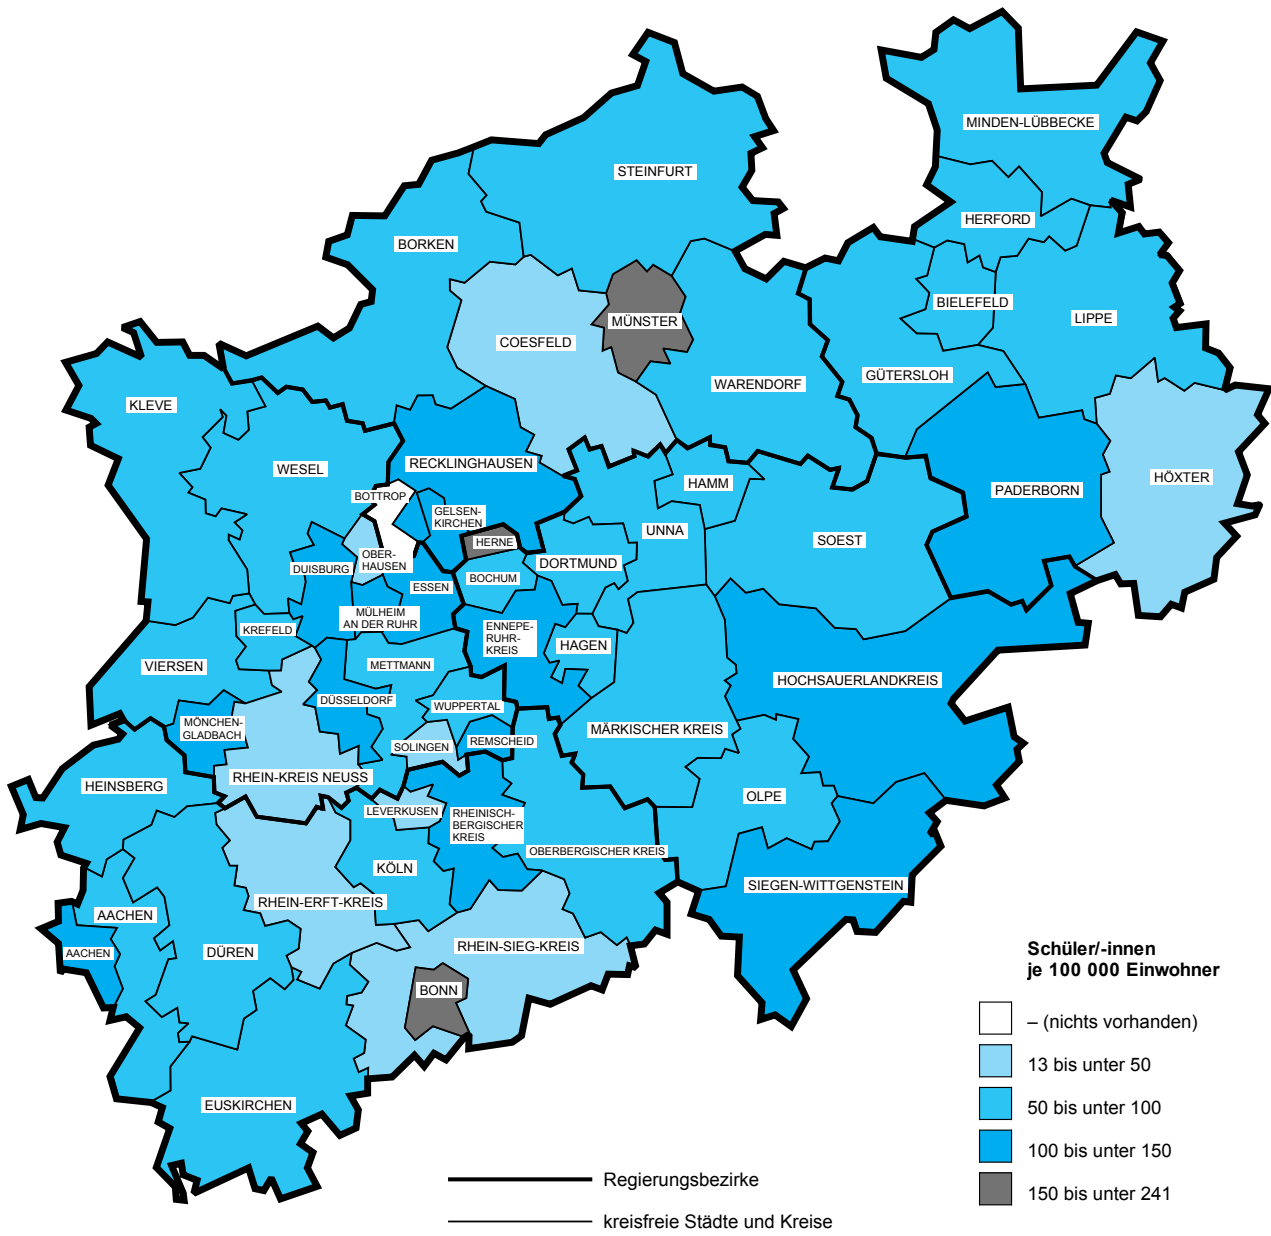 MINDEN-LÜBBECKE
STEINFURT
HERFORD
BORKEN
BIELEFELD
LIPPE
MÜNSTER
COESFELD
GÜTERSLOH
WARENDORF
KLEVE
RECKLINGHAUSEN
WESEL
HÖXTER
HAMM
PADERBORN
BOTTROP
GELSEN-
KIRCHEN
UNNA
SOEST
HERNE
OBER-
HAUSEN
DORTMUND
DUISBURG
BOCHUM
ESSEN
MÜLHEIM
AN DER RUHR
KREFELD
ENNEPE-
RUHR-
KREIS
HAGEN
VIERSEN
METTMANN
HOCHSAUERLANDKREIS
DÜSSELDORF
WUPPERTAL
MÖNCHEN-
GLADBACH
MÄRKISCHER KREIS
REMSCHEID
SOLINGEN
RHEIN-KREIS NEUSS
HEINSBERG
OLPE
LEVERKUSEN
RHEINISCH-
BERGISCHER
KREIS
OBERBERGISCHER KREIS
KÖLN
SIEGEN-WITTGENSTEIN
RHEIN-ERFT-KREIS
AACHEN
RHEIN-SIEG-KREIS
AACHEN
DÜREN
BONN
EUSKIRCHEN
Schüler/-innen
je 100 000 Einwohner
– (nichts vorhanden)
13 bis unter 50
50 bis unter 100
100 bis unter 150
150 bis unter 241
Regierungsbezirke
kreisfreie Städte und Kreise